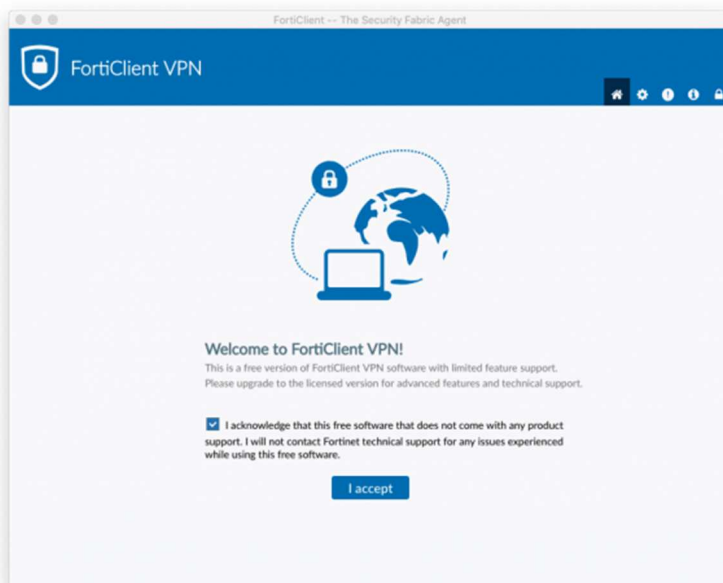 FortiClient -- The Security Fabric Agent
FortiClient VPN
Welcome to FortiClient VPN!
This is a free version of FortiClient VPN software with limited feature support.
Please upgrade to the licensed version for advanced features and technical support.
I acknowledge that this free software that does not come with any product
support. I will not contact Fortinet technical support for any issues experienced
while using this free software.
I accept